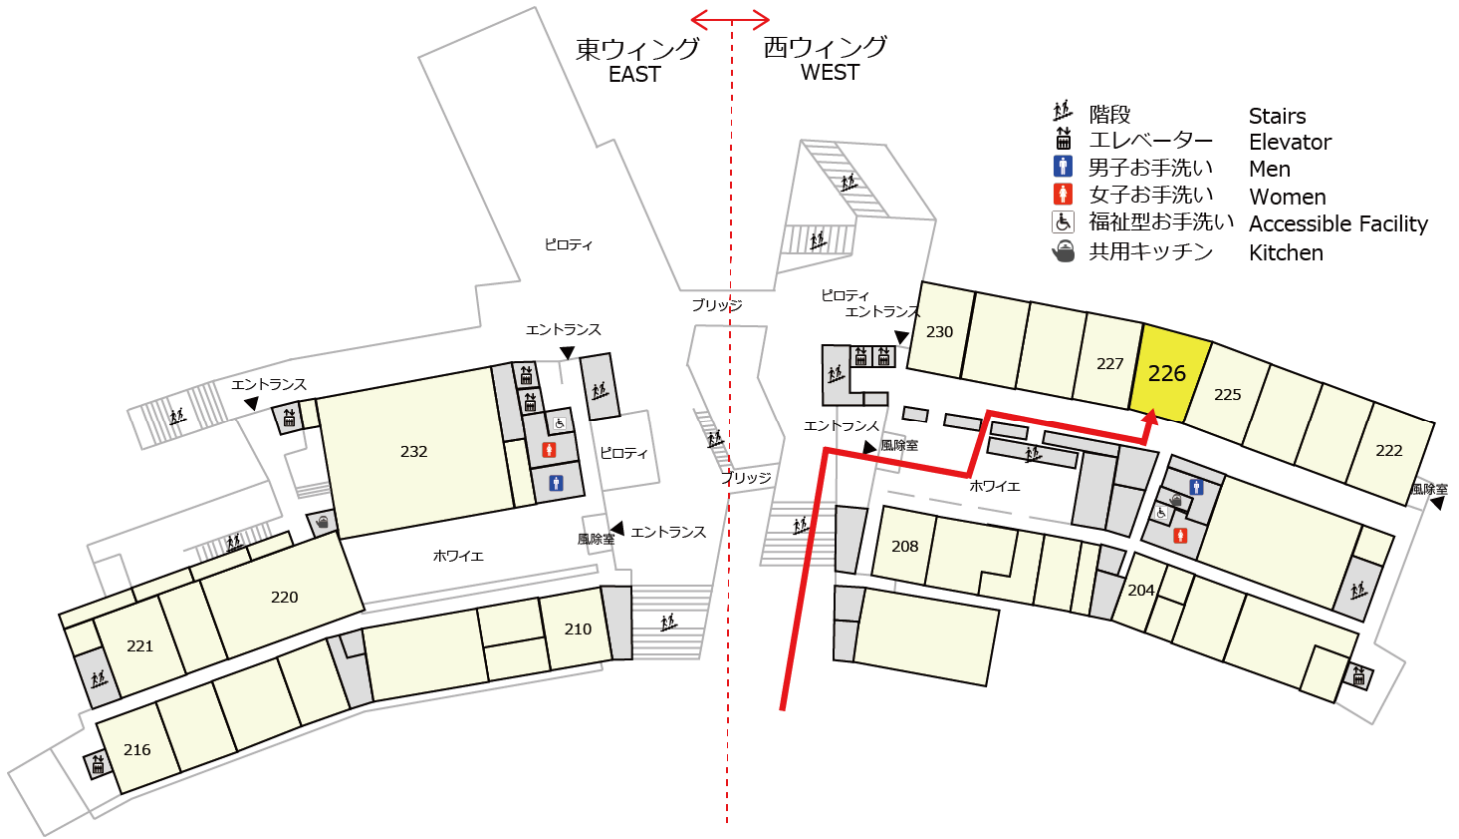 東ウィング
EAST
西ウィング
WEST
階段 Stairs
エレベーター Elevator
男子お手洗い Men
女子お手洗い Women
福祉型お手洗い Accessible Facility
共用キッチン Kitchen
ピロティ
ブリッジ
ピロティ
エントランス
エントランス
エントランス
230
227
226
225
222
232
ピロティ
エントランス
風除室
ブリッジ
ホワイエ
風除室
風除室
エントランス
ホワイエ
208
204
220
221
210
216